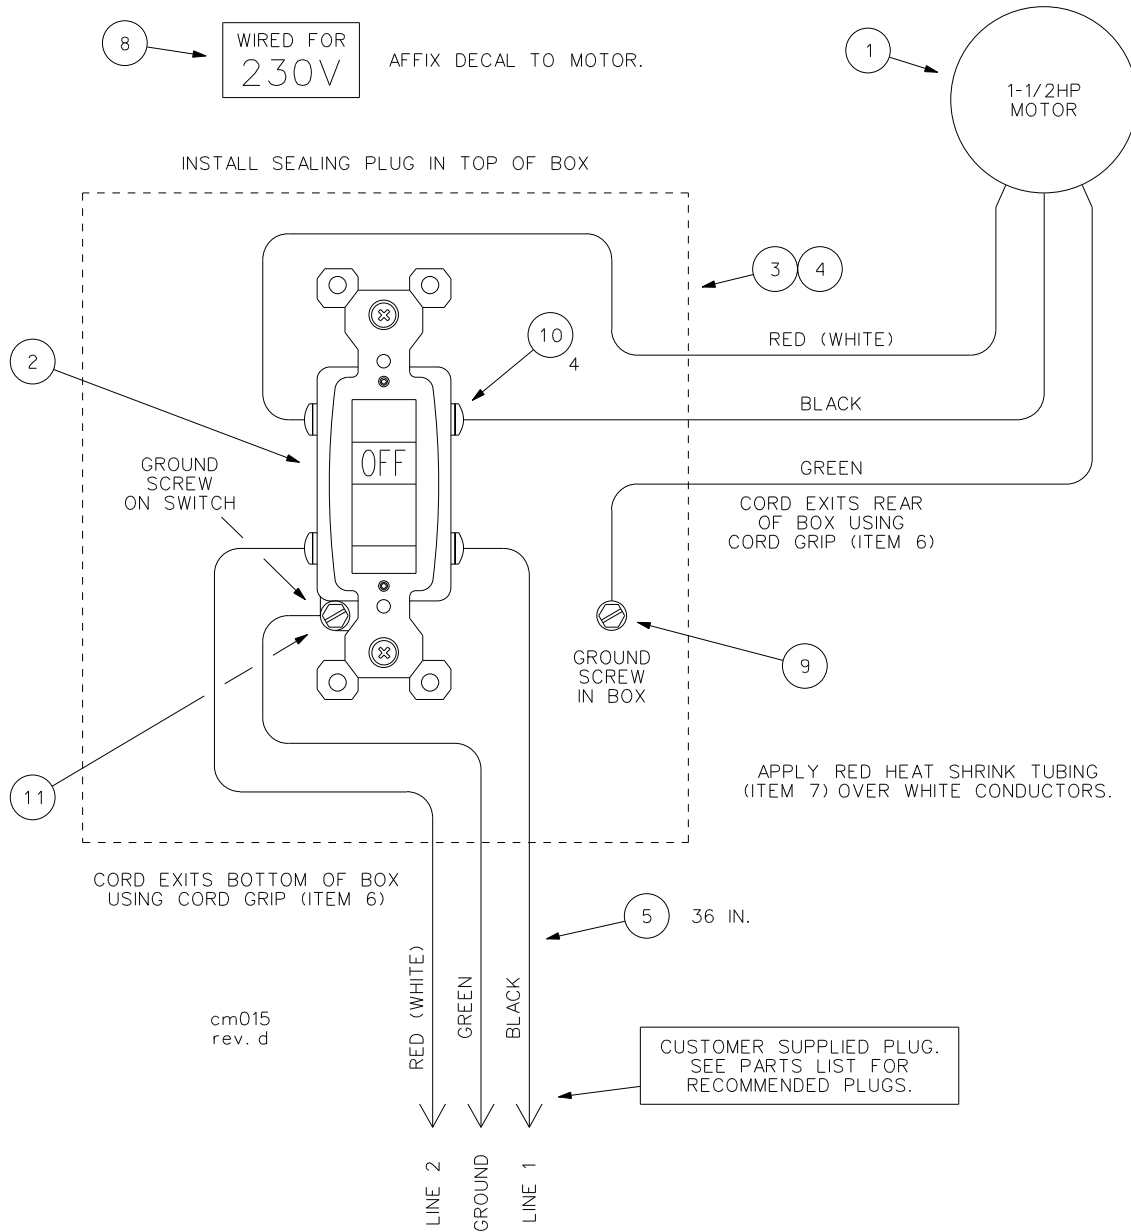 8
WIRED FOR
230V
AFFIX DECAL TO MOTOR.
1
1-1/2HP
MOTOR
INSTALL SEALING PLUG IN TOP OF BOX
3
4
RED (WHITE)
10
4
2
BLACK
OFF
GROUND
SCREW
ON SWITCH
GREEN
CORD EXITS REAR
OF BOX USING
CORD GRIP (ITEM 6)
GROUND
SCREW
IN BOX
9
11
APPLY RED HEAT SHRINK TUBING
(ITEM 7) OVER WHITE CONDUCTORS.
CORD EXITS BOTTOM OF BOX
USING CORD GRIP (ITEM 6)
5
36 IN.
RED (WHITE)
GREEN
BLACK
cm015
rev. d
CUSTOMER SUPPLIED PLUG.
SEE PARTS LIST FOR
RECOMMENDED PLUGS.
LINE 2
GROUND
LINE 1